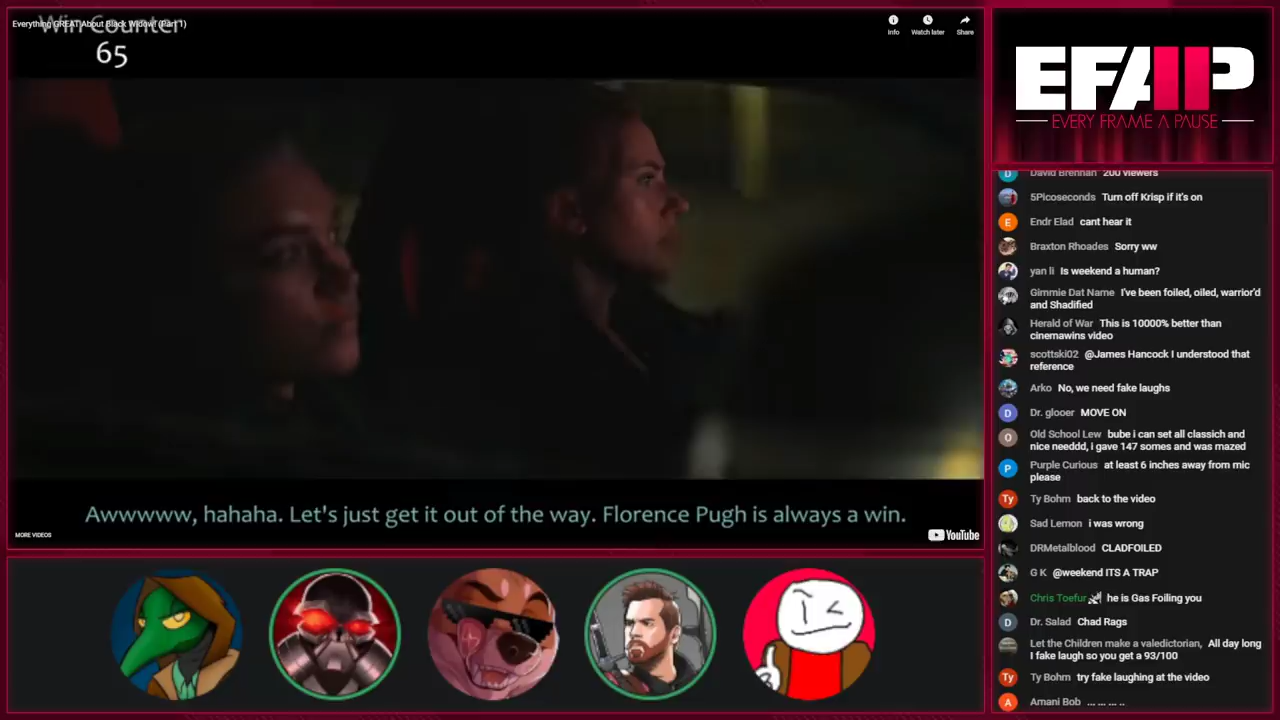 Everything GREAT About Black Widow! (Part 1)
Win Counter
65
Info
Watch later
Share
Awwwww, hahaha. Let's just get it out of the way. Florence Pugh is always a win.
MORE VIDEOS
YouTube
EFAP
EVERY FRAME A PAUSE
D David Brennan 200 viewers
5Picoseconds Turn off Krisp if it's on
E Endr Elad cant hear it
Braxton Rhoades Sorry ww
yan li Is weekend a human?
Gimmie Dat Name I've been foiled, oiled, warrior'd
and Shadified
Herald of War This is 10000% better than
cinemawins video
scottski02 @James Hancock I understood that
reference
Arko No, we need fake laughs
D Dr. glooer MOVE ON
O Old School Lew bube i can set all classich and
nice needdd, i gave 147 somes and was mazed
P Purple Curious at least 6 inches away from mic
please
Ty Ty Bohm back to the video
Sad Lemon i was wrong
DRMetalblood CLADFOILED
G K @weekend ITS A TRAP
Chris Toefur he is Gas Foiling you
D Dr. Salad Chad Rags
Let the Children make a valedictorian, All day long
I fake laugh so you get a 93/100
Ty Ty Bohm try fake laughing at the video
A Amani Bob ... ... ... ..